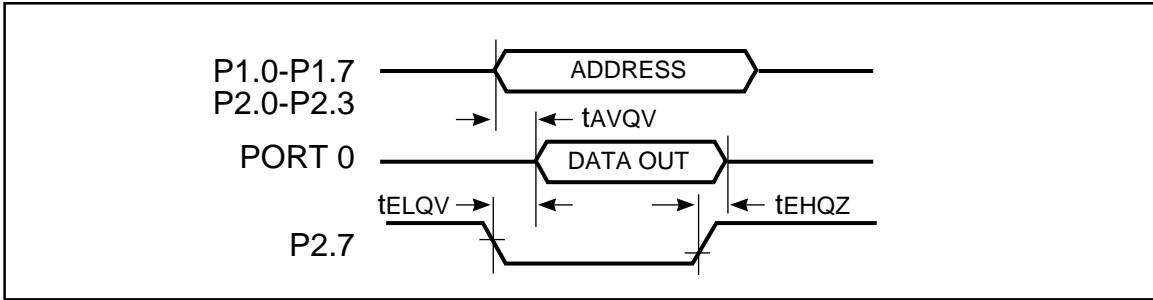 P1.0-P1.7
ADDRESS
P2.0-P2.3
tAVQV
PORT 0
DATA OUT
tELQV
tEHQZ
P2.7